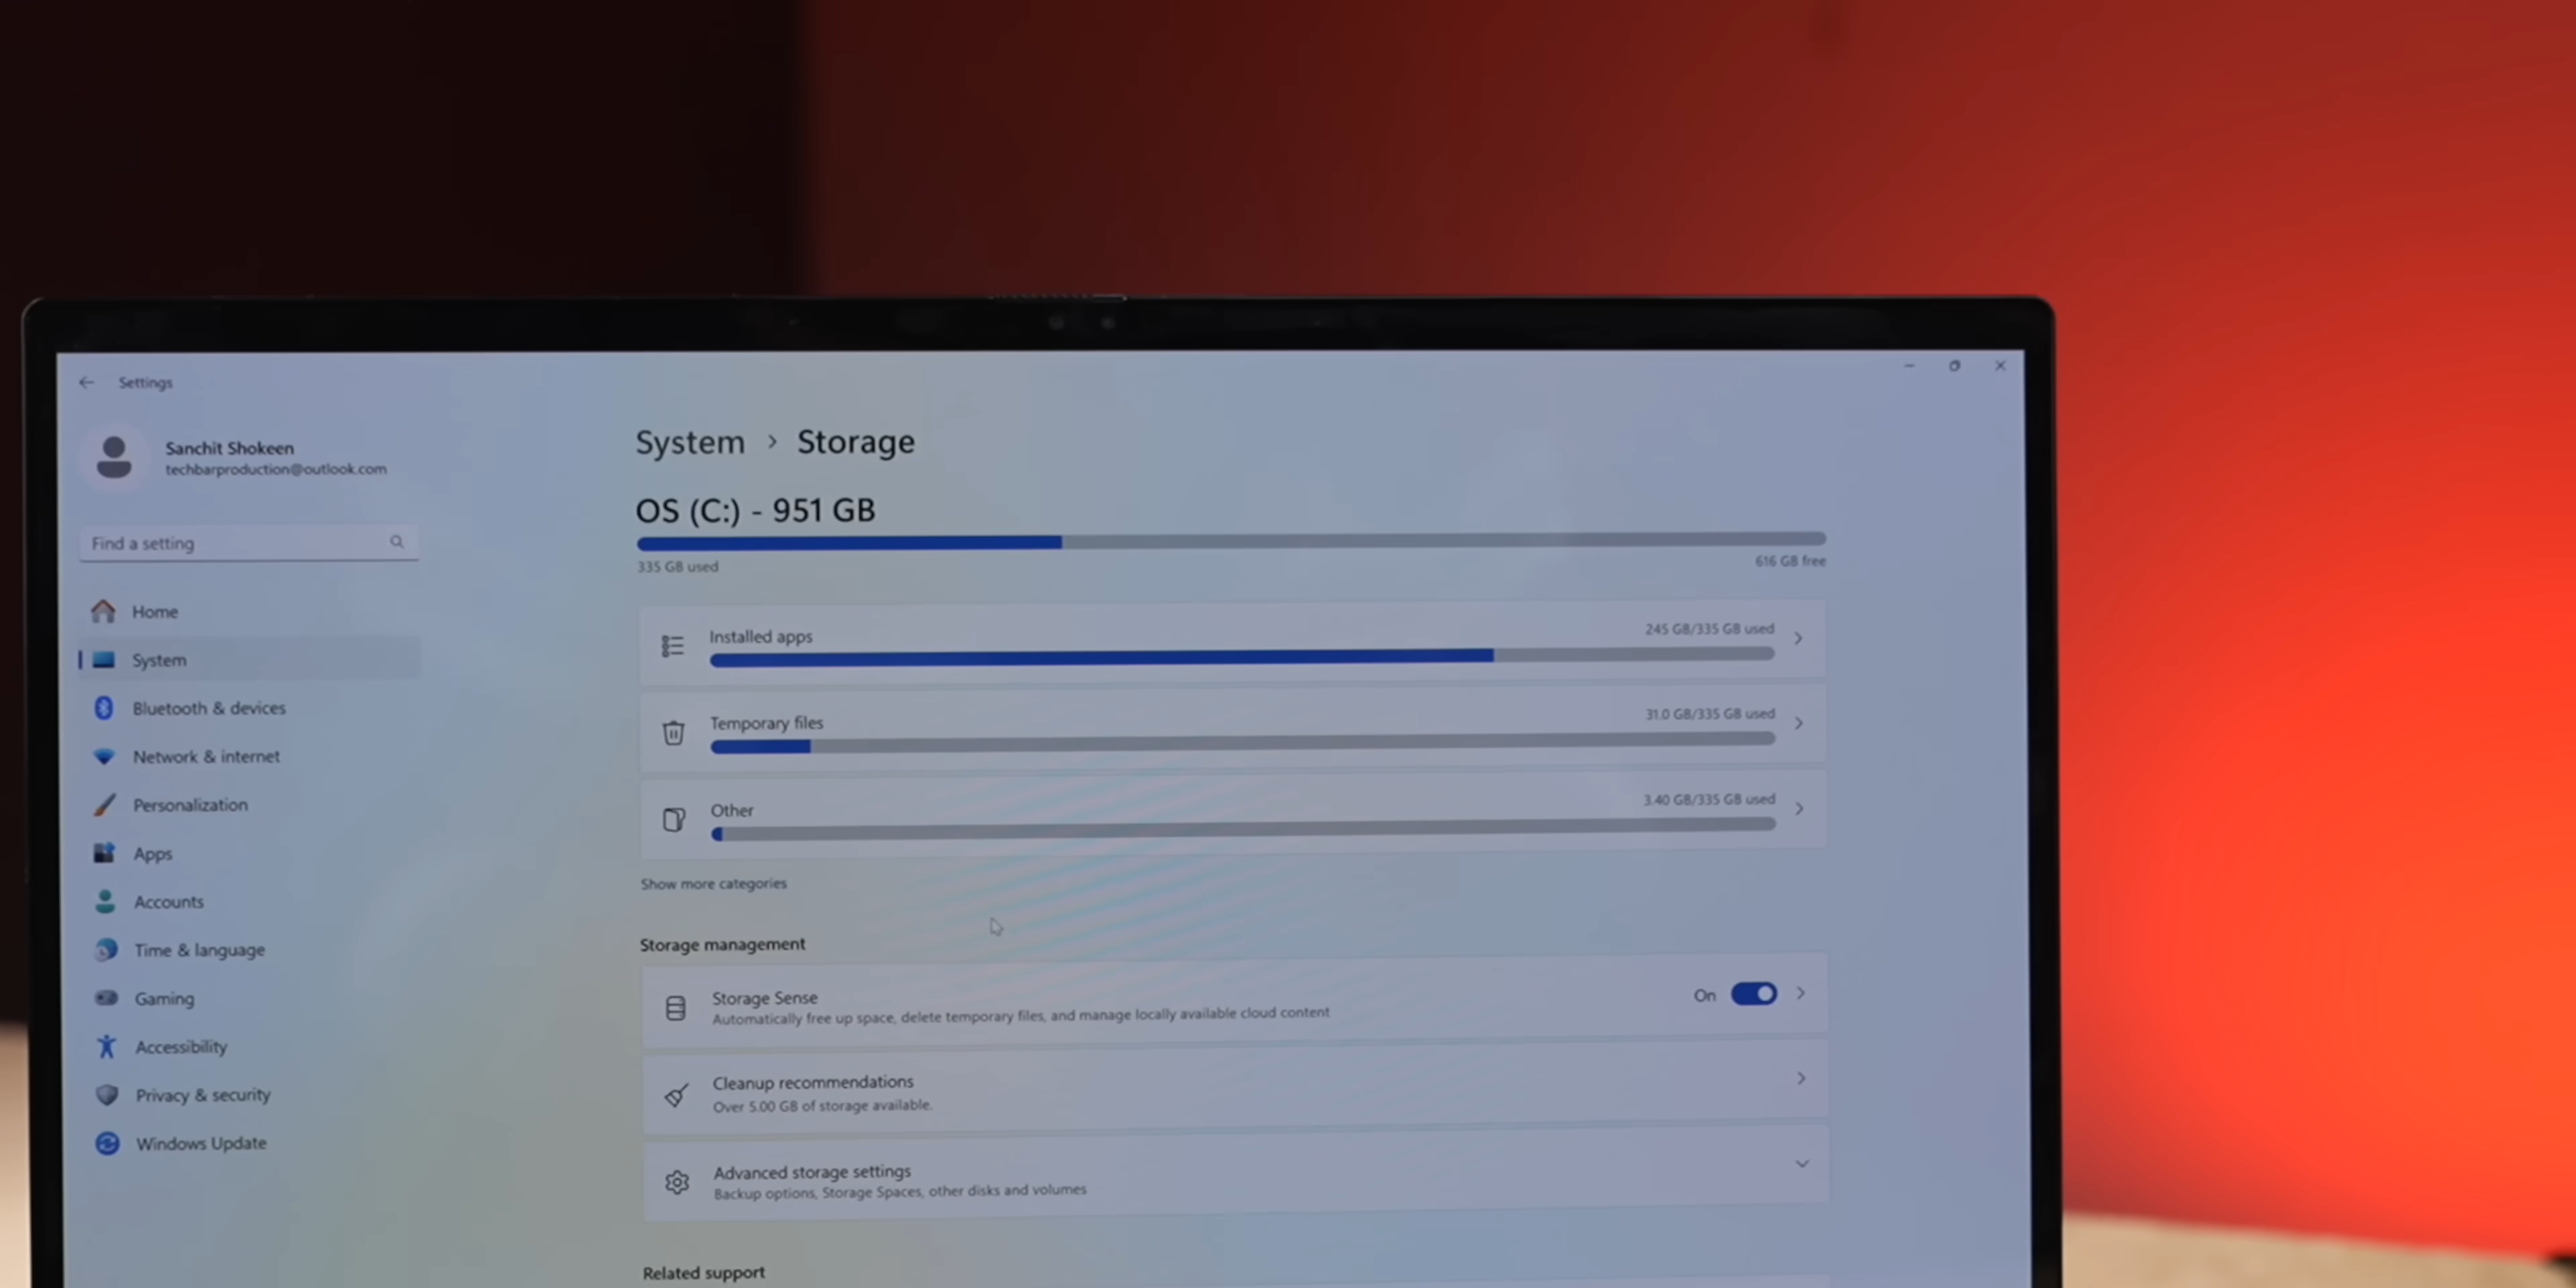 Settings
Sanchit Shokeen
techbarproduction@outlook.com
Find a setting
Home
System
Bluetooth & devices
Network & internet
Personalization
Apps
Accounts
Time & language
Gaming
Accessibility
Privacy & security
Windows Update
System > Storage
OS (C:) - 951 GB
335 GB used
616 GB free
Installed apps
245 GB/335 GB used
Temporary files
31.0 GB/335 GB used
Other
3.40 GB/335 GB used
Show more categories
Storage management
Storage Sense
Automatically free up space, delete temporary files, and manage locally available cloud content
On
Cleanup recommendations
Over 5.00 GB of storage available.
Advanced storage settings
Backup options, Storage Spaces, other disks and volumes
Related support